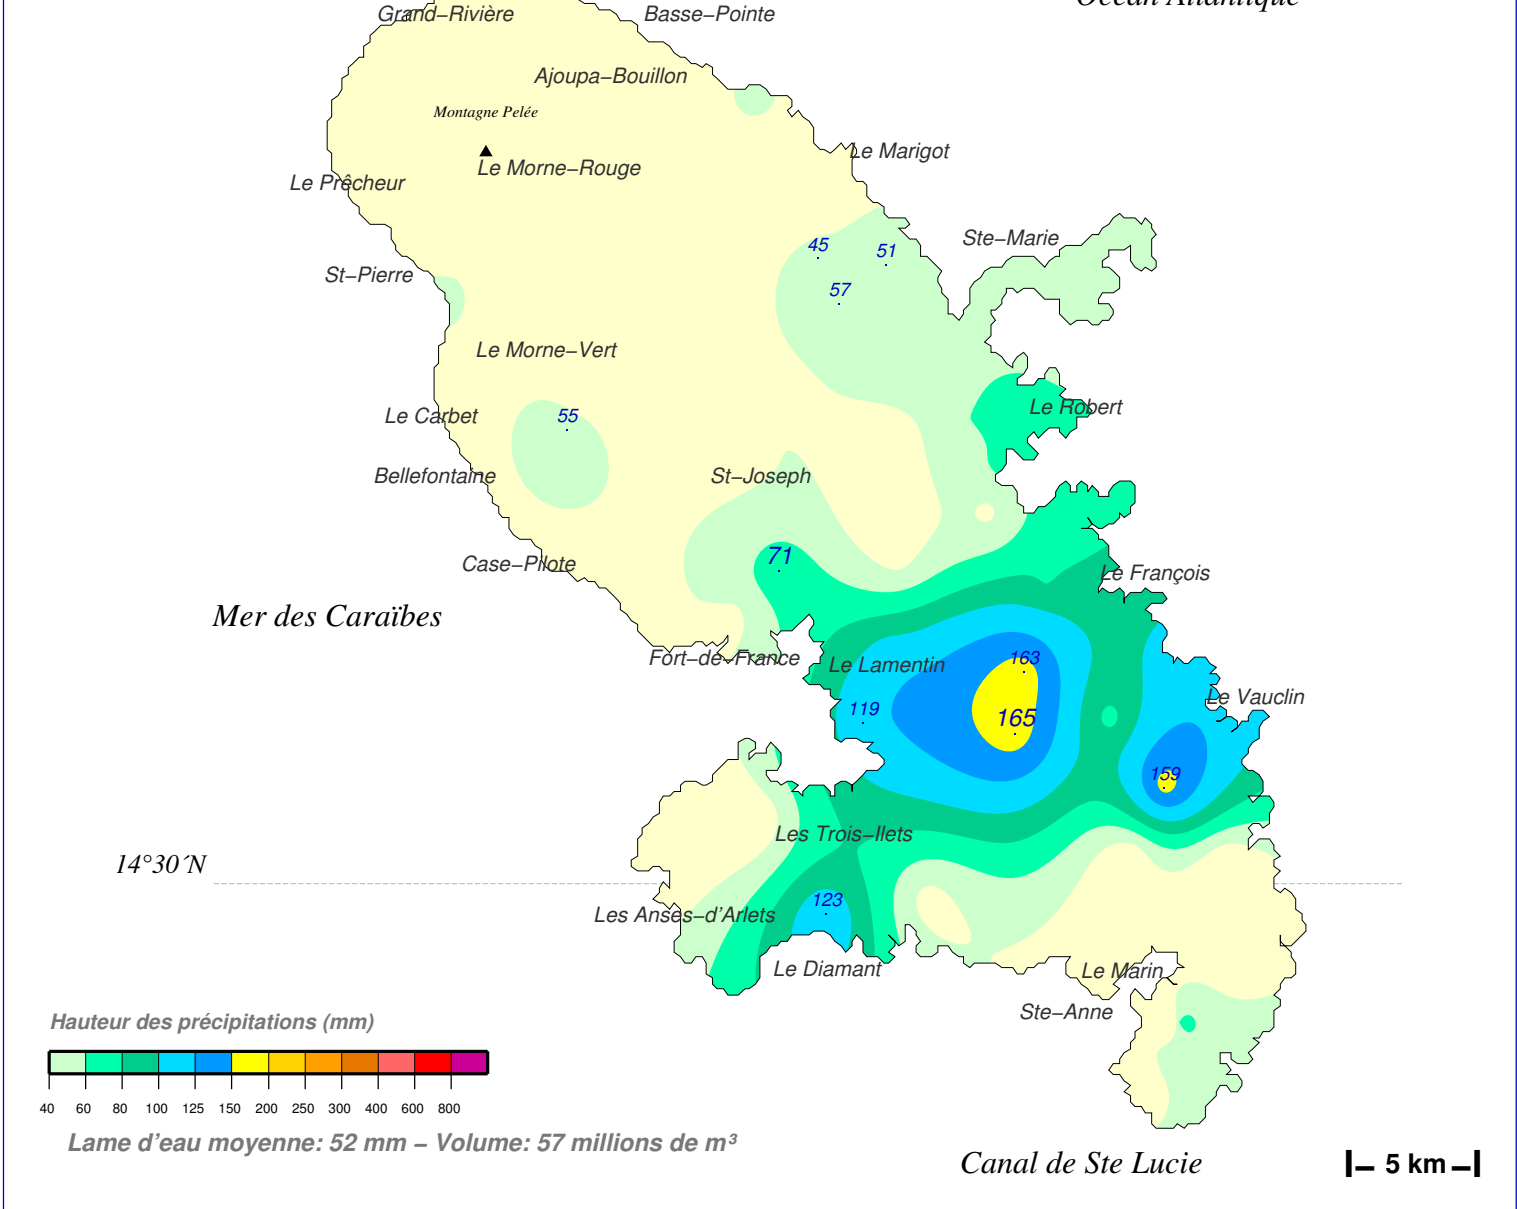 Océan Atlantique
Grand−Rivière
Basse−Pointe
Ajoupa−Bouillon
Montagne Pelée
Le Marigot
Le Morne−Rouge
Le Prêcheur
Ste−Marie
45
51
St−Pierre
57
Le Morne−Vert
Le Robert
Le Carbet
55
Bellefontaine
St−Joseph
71
Case−Pilote
Le François
Mer des Caraïbes
Fort−de−France
163
Le Lamentin
Le Vauclin
119
165
159
Les Trois−Ilets
14°30´N
123
Les Anses−d'Arlets
Le Diamant
Le Marin
Ste−Anne
Hauteur des précipitations (mm)
40 60 80 100 125 150 200 250 300 400 600 800
Lame d'eau moyenne: 52 mm − Volume: 57 millions de m³
Canal de Ste Lucie
5 km